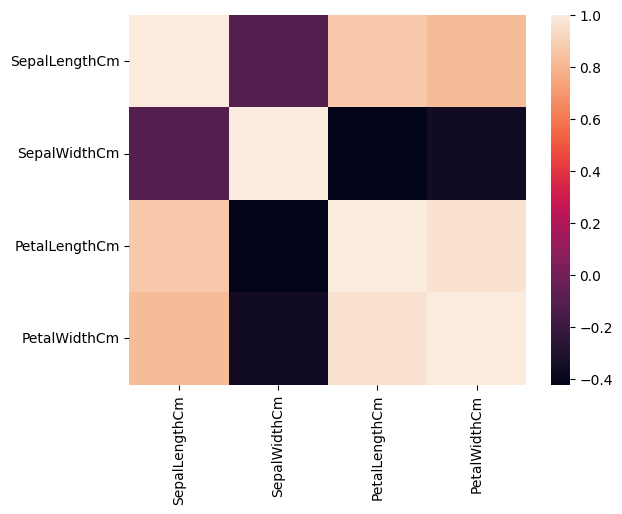 SepalLengthCm
SepalWidthCm
PetalLengthCm
PetalWidthCm
SepalLengthCm
SepalWidthCm
PetalLengthCm
PetalWidthCm
1.0
0.8
0.6
0.4
0.2
0.0
−0.2
−0.4